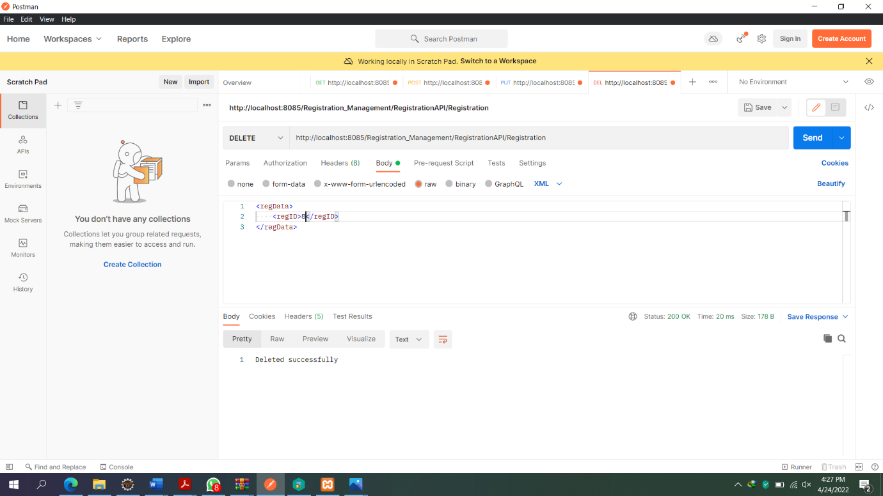 Postman
File Edit View Help
Home Workspaces Reports Explore Search Postman Sign In Create Account
Working locally in Scratch Pad. Switch to a Workspace
Scratch Pad New Import Overview GET http://localhost:8085 POST http://localhost:808 PUT http://localhost:8085 DEL http://localhost:8085 No Environment
Collections
APIs
Environments
Mock Servers
Monitors
History
You don't have any collections
Collections let you group related requests,
making them easier to access and run.
Create Collection
http://localhost:8085/Registration_Management/RegistrationAPI/Registration Save
DELETE http://localhost:8085/Registration_Management/RegistrationAPI/Registration Send
Params Authorization Headers (8) Body Pre-request Script Tests Settings Cookies
none form-data x-www-form-urlencoded raw binary GraphQL XML Beautify
1 <regData>
2 <regID></regID>
3 </regData>
Body Cookies Headers (5) Test Results Status: 200 OK Time: 20 ms Size: 178 B Save Response
Pretty Raw Preview Visualize Text
1 Deleted successfully
Find and Replace Console Runner Trash
4:27 PM
4/24/2022